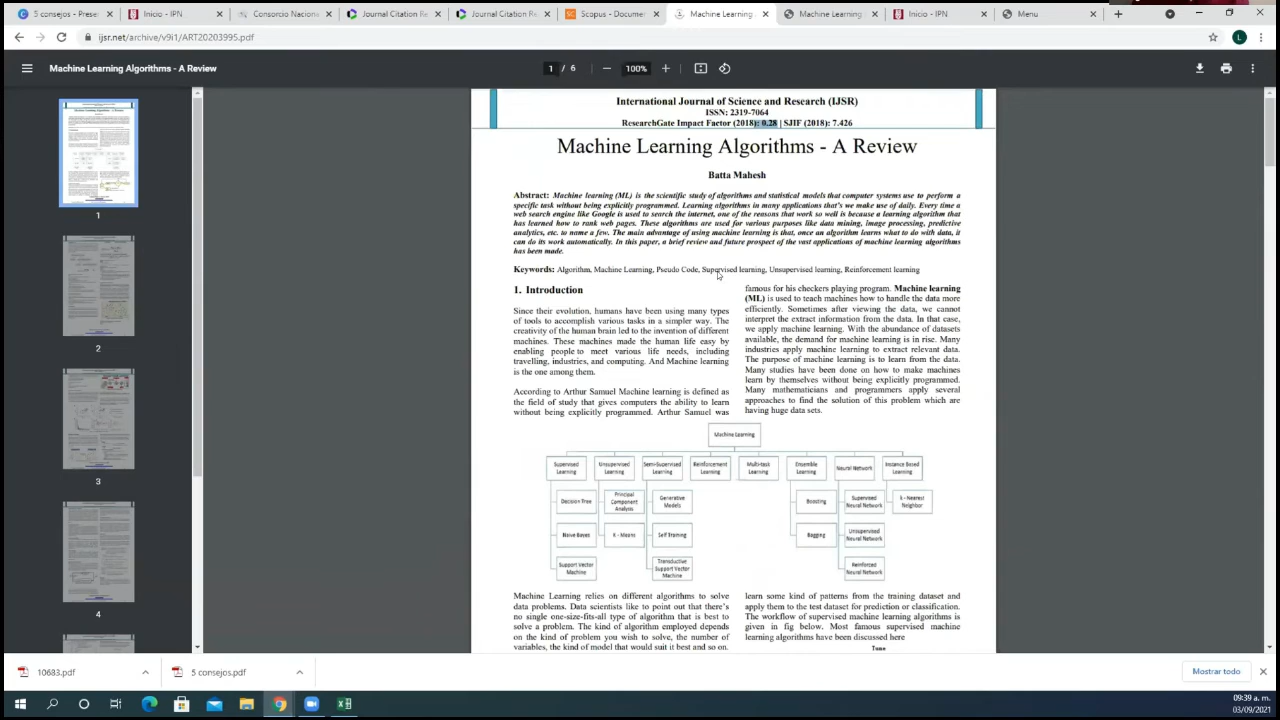 5 consejos - Prese
Inicio - IPN
Consorcio Naciona
Journal Citation Re
Journal Citation Re
Scopus - Documen
Machine Learning
Machine Learning
Inicio - IPN
Menu
ijsr.net/archive/v9i1/ART20203995.pdf
L
Machine Learning Algorithms - A Review
1 / 6
100%
1
2
3
4
International Journal of Science and Research (IJSR)
ISSN: 2319-7064
ResearchGate Impact Factor (2018): 0.28 | SJIF (2018): 7.426
Machine Learning Algorithms - A Review
Batta Mahesh
Abstract: Machine learning (ML) is the scientific study of algorithms and statistical models that computer systems use to perform a
specific task without being explicitly programmed. Learning algorithms in many applications that's we make use of daily. Every time a
web search engine like Google is used to search the internet, one of the reasons that work so well is because a learning algorithm that
has learned how to rank web pages. These algorithms are used for various purposes like data mining, image processing, predictive
analytics, etc. to name a few. The main advantage of using machine learning is that, once an algorithm learns what to do with data, it
can do its work automatically. In this paper, a brief review and future prospect of the vast applications of machine learning algorithms
has been made.
Keywords: Algorithm, Machine Learning, Pseudo Code, Supervised learning, Unsupervised learning, Reinforcement learning
1. Introduction
Since their evolution, humans have been using many types
of tools to accomplish various tasks in a simpler way. The
creativity of the human brain led to the invention of different
machines. These machines made the human life easy by
enabling people to meet various life needs, including
travelling, industries, and computing. And Machine learning
is the one among them.
According to Arthur Samuel Machine learning is defined as
the field of study that gives computers the ability to learn
without being explicitly programmed. Arthur Samuel was
famous for his checkers playing program. Machine learning
(ML) is used to teach machines how to handle the data more
efficiently. Sometimes after viewing the data, we cannot
interpret the extract information from the data. In that case,
we apply machine learning. With the abundance of datasets
available, the demand for machine learning is in rise. Many
industries apply machine learning to extract relevant data.
The purpose of machine learning is to learn from the data.
Many studies have been done on how to make machines
learn by themselves without being explicitly programmed.
Many mathematicians and programmers apply several
approaches to find the solution of this problem which are
having huge data sets.
Machine Learning
Supervised
Learning
Unsupervised
Learning
Semi-Supervised
Learning
Reinforcement
Learning
Multi-task
Learning
Ensemble
Learning
Neural Network
Instance Based
Learning
Decision Tree
Principal
Component
Analysis
Generative
Models
Boosting
Supervised
Neural Network
k - Nearest
Neighbor
Naive Bayes
K - Means
Self Training
Bagging
Unsupervised
Neural Network
Support Vector
Machine
Transductive
Support Vector
Machine
Reinforced
Neural Network
Machine Learning relies on different algorithms to solve
data problems. Data scientists like to point out that there's
no single one-size-fits-all type of algorithm that is best to
solve a problem. The kind of algorithm employed depends
on the kind of problem you wish to solve, the number of
variables, the kind of model that would suit it best and so on.
learn some kind of patterns from the training dataset and
apply them to the test dataset for prediction or classification.
The workflow of supervised machine learning algorithms is
given in fig below. Most famous supervised machine
learning algorithms have been discussed here
10683.pdf
5 consejos.pdf
Mostrar todo
09:39 a. m.
03/09/2021